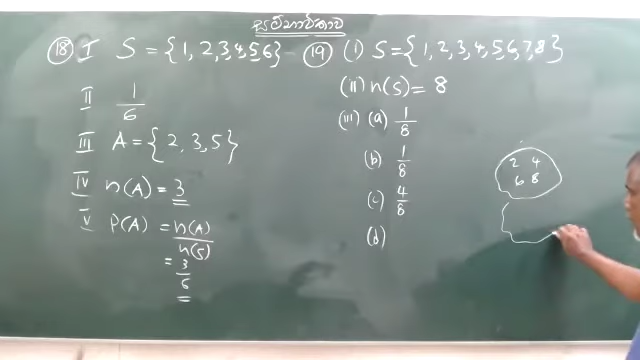 සම්භාවිතාව
⑱ I S = {1, 2, 3, 4, 5 6}
II 1/6
III A = {2, 3, 5}
IV n(A) = 3
V P(A) = n(A)/n(S)
= 3/6
⑲ (i) S = {1, 2, 3, 4, 5, 6, 7, 8}
(ii) n(S) = 8
(iii) (a) 1/8
(b) 1/8
(c) 4/8
(d)
2 4
6 8